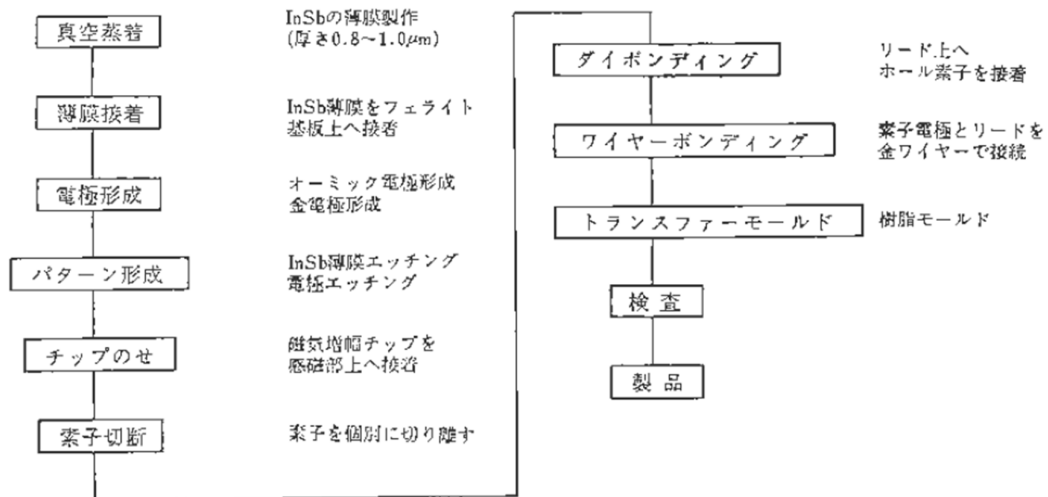 真空蒸着
InSbの薄膜製作
(厚さ0.8～1.0μm)
薄膜接着
InSb薄膜をフェライト
基板上へ接着
電極形成
オーミック電極形成
金電極形成
パターン形成
InSb薄膜エッチング
電極エッチング
チップのせ
磁気増幅チップを
感磁部上へ接着
素子切断
素子を個別に切り離す
ダイボンディング
リード上へ
ホール素子を接着
ワイヤーボンディング
素子電極とリードを
金ワイヤーで接続
トランスファーモールド
樹脂モールド
検査
製品